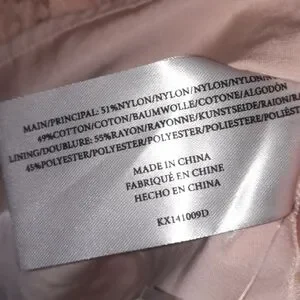 MAIN/PRINCIPAL: 51%NYLON/NYLON/NYLON/NYLON/
49%COTTON/COTON/BAUMWOLLE/COTONE/ALGODÓN
LINING/DOUBLURE: 55%RAYON/RAYONNE/KUNSTSEIDE/RAION/
45%POLYESTER/POLYESTER/POLYESTER/POLIESTERE/
MADE IN CHINA
FABRIQUÉ EN CHINE
HECHO EN CHINA
KX141009D